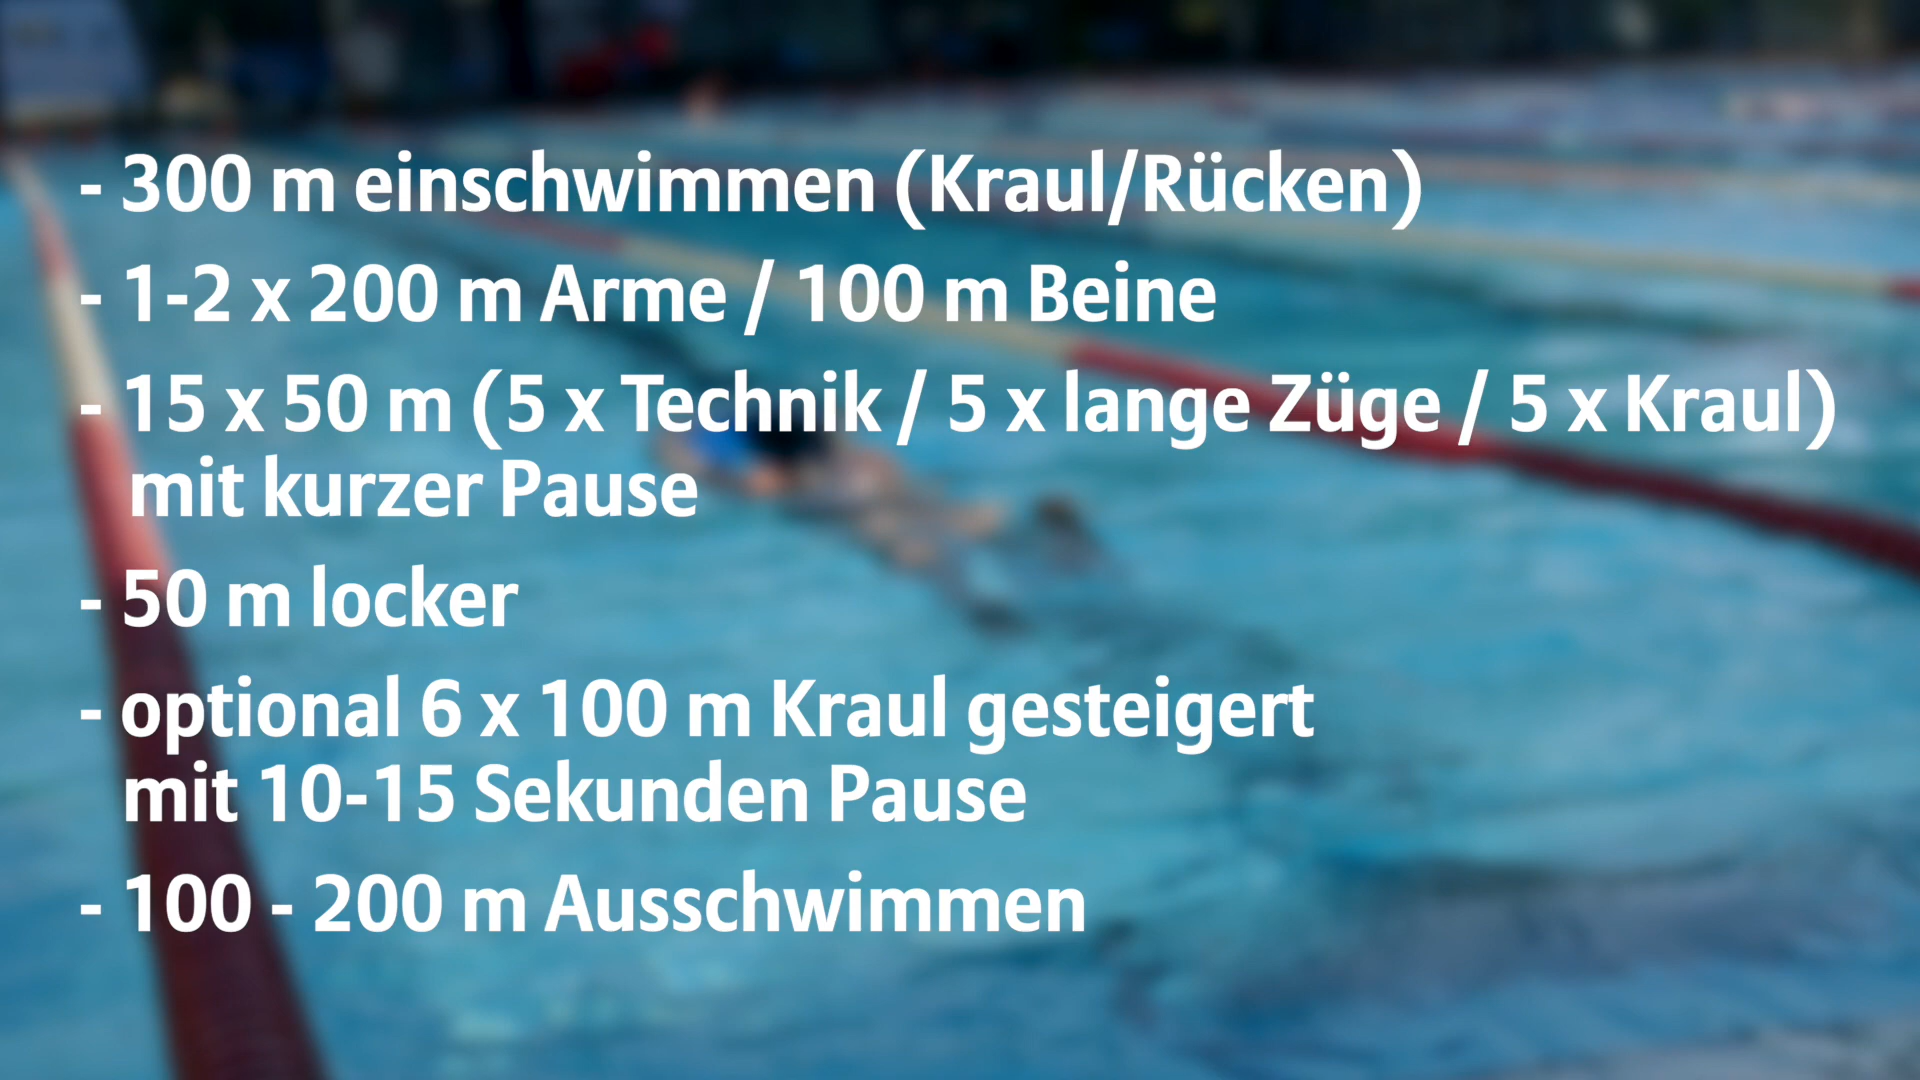 - 300 m einschwimmen (Kraul/Rücken)
- 1-2 x 200 m Arme / 100 m Beine
- 15 x 50 m (5 x Technik / 5 x lange Züge / 5 x Kraul)
mit kurzer Pause
- 50 m locker
- optional 6 x 100 m Kraul gesteigert
mit 10-15 Sekunden Pause
- 100 - 200 m Ausschwimmen